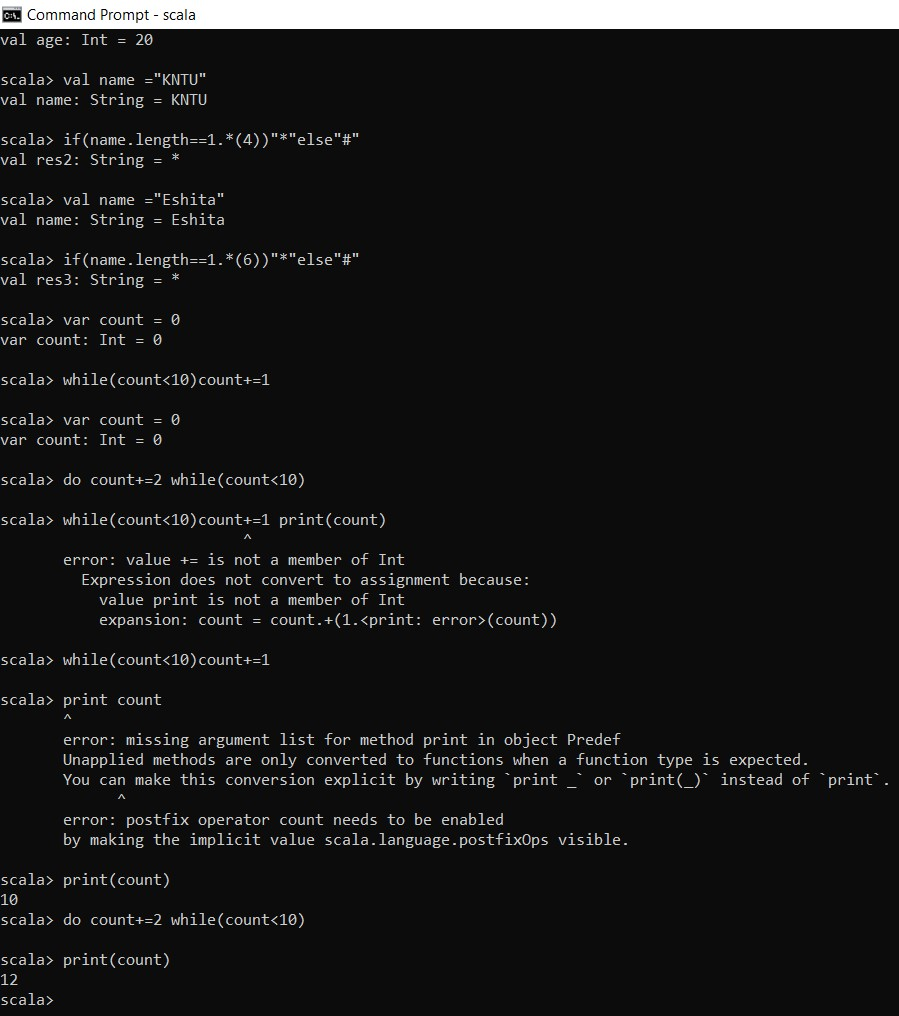 Command Prompt - scala
val age: Int = 20
scala> val name ="KNTU"
val name: String = KNTU
scala> if(name.length==1.*(4))"*"else"#"
val res2: String = *
scala> val name ="Eshita"
val name: String = Eshita
scala> if(name.length==1.*(6))"*"else"#"
val res3: String = *
scala> var count = 0
var count: Int = 0
scala> while(count<10)count+=1
scala> var count = 0
var count: Int = 0
scala> do count+=2 while(count<10)
scala> while(count<10)count+=1 print(count)
^
error: value += is not a member of Int
Expression does not convert to assignment because:
value print is not a member of Int
expansion: count = count.+(1.<print: error>(count))
scala> while(count<10)count+=1
scala> print count
^
error: missing argument list for method print in object Predef
Unapplied methods are only converted to functions when a function type is expected.
You can make this conversion explicit by writing `print _` or `print(_)` instead of `print`.
^
error: postfix operator count needs to be enabled
by making the implicit value scala.language.postfixOps visible.
scala> print(count)
10
scala> do count+=2 while(count<10)
scala> print(count)
12
scala>